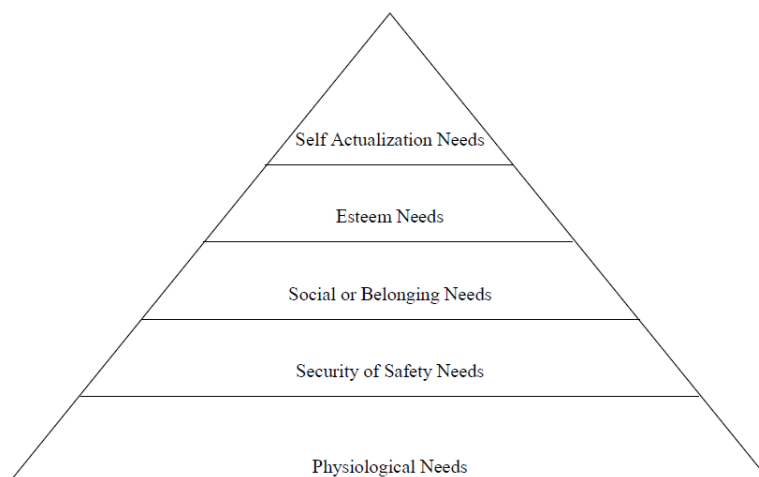 Self Actualization Needs
Esteem Needs
Social or Belonging Needs
Security of Safety Needs
Physiological Needs